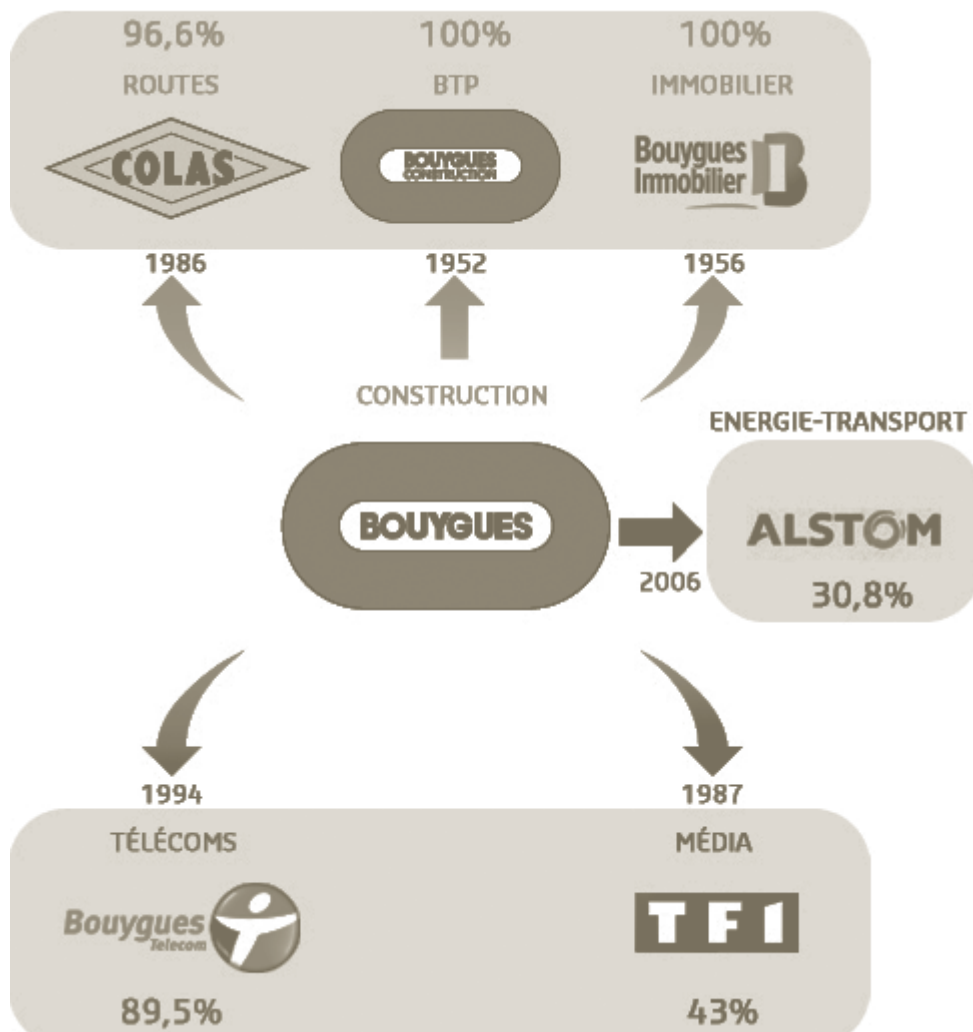 96,6%
100%
100%
ROUTES
BTP
IMMOBILIER
COLAS
BOUYGUES
CONSTRUCTION
Bouygues
Immobilier
1986
1952
1956
CONSTRUCTION
ENERGIE-TRANSPORT
BOUYGUES
ALSTOM
2006
30,8%
1994
1987
TÉLÉCOMS
MÉDIA
Bouygues
Telecom
TF1
89,5%
43%